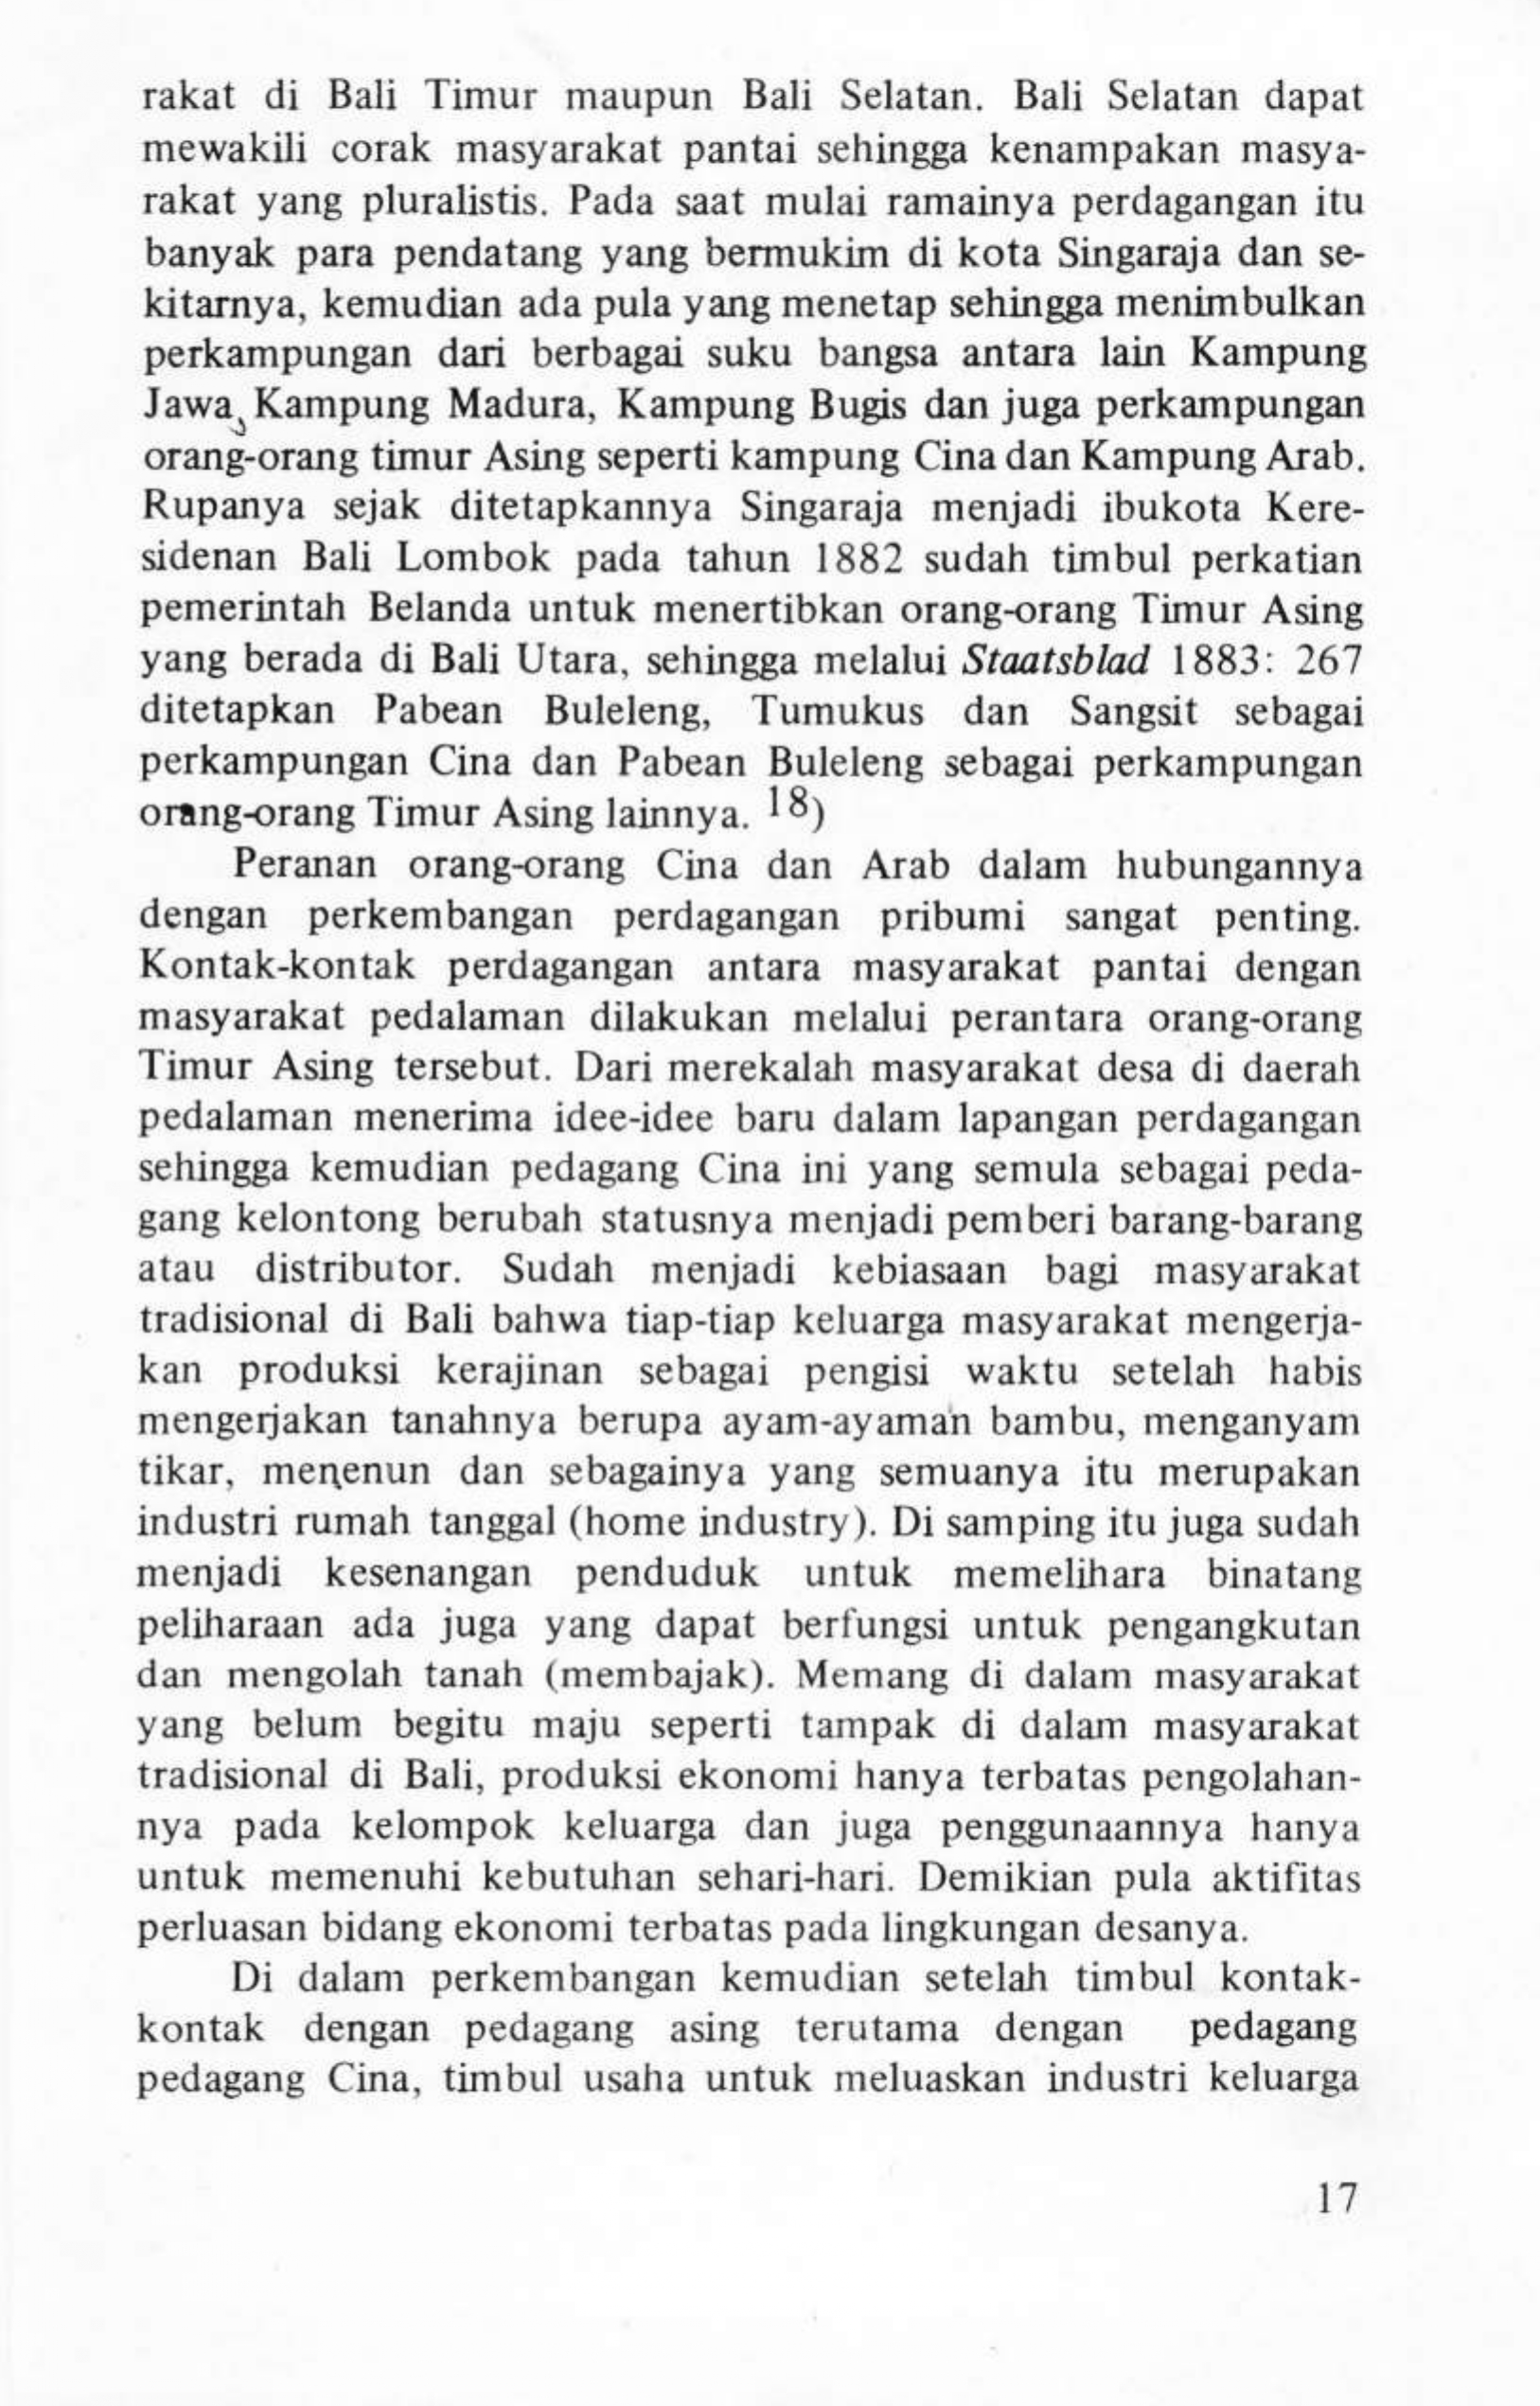 rakat di Bali Timur maupun Bali Selatan. Bali Selatan dapat
mewakili corak masyarakat pantai sehingga kenampakan masya-
rakat yang pluralistis. Pada saat mulai ramainya perdagangan itu
banyak para pendatang yang bermukim di kota Singaraja dan se-
kitarnya, kemudian ada pula yang menetap sehingga menimbulkan
perkampungan dari berbagai suku bangsa antara lain Kampung
Jawa, Kampung Madura, Kampung Bugis dan juga perkampungan
orang-orang timur Asing seperti kampung Cina dan Kampung Arab.
Rupanya sejak ditetapkannya Singaraja menjadi ibukota Kere-
sidenan Bali Lombok pada tahun 1882 sudah timbul perkatian
pemerintah Belanda untuk menertibkan orang-orang Timur Asing
yang berada di Bali Utara, sehingga melalui Staatsblad 1883: 267
ditetapkan Pabean Buleleng, Tumukus dan Sangsit sebagai
perkampungan Cina dan Pabean Buleleng sebagai perkampungan
orang-orang Timur Asing lainnya. 18)
Peranan orang-orang Cina dan Arab dalam hubungannya
dengan perkembangan perdagangan pribumi sangat penting.
Kontak-kontak perdagangan antara masyarakat pantai dengan
masyarakat pedalaman dilakukan melalui perantara orang-orang
Timur Asing tersebut. Dari merekalah masyarakat desa di daerah
pedalaman menerima idee-idee baru dalam lapangan perdagangan
sehingga kemudian pedagang Cina ini yang semula sebagai peda-
gang kelontong berubah statusnya menjadi pemberi barang-barang
atau distributor. Sudah menjadi kebiasaan bagi masyarakat
tradisional di Bali bahwa tiap-tiap keluarga masyarakat mengerja-
kan produksi kerajinan sebagai pengisi waktu setelah habis
mengerjakan tanahnya berupa ayam-ayaman bambu, menganyam
tikar, menenun dan sebagainya yang semuanya itu merupakan
industri rumah tanggal (home industry). Di samping itu juga sudah
menjadi kesenangan penduduk untuk memelihara binatang
peliharaan ada juga yang dapat berfungsi untuk pengangkutan
dan mengolah tanah (membajak). Memang di dalam masyarakat
yang belum begitu maju seperti tampak di dalam masyarakat
tradisional di Bali, produksi ekonomi hanya terbatas pengolahan-
nya pada kelompok keluarga dan juga penggunaannya hanya
untuk memenuhi kebutuhan sehari-hari. Demikian pula aktifitas
perluasan bidang ekonomi terbatas pada lingkungan desanya.
Di dalam perkembangan kemudian setelah timbul kontak-
kontak dengan pedagang asing terutama dengan pedagang
pedagang Cina, timbul usaha untuk meluaskan industri keluarga
17